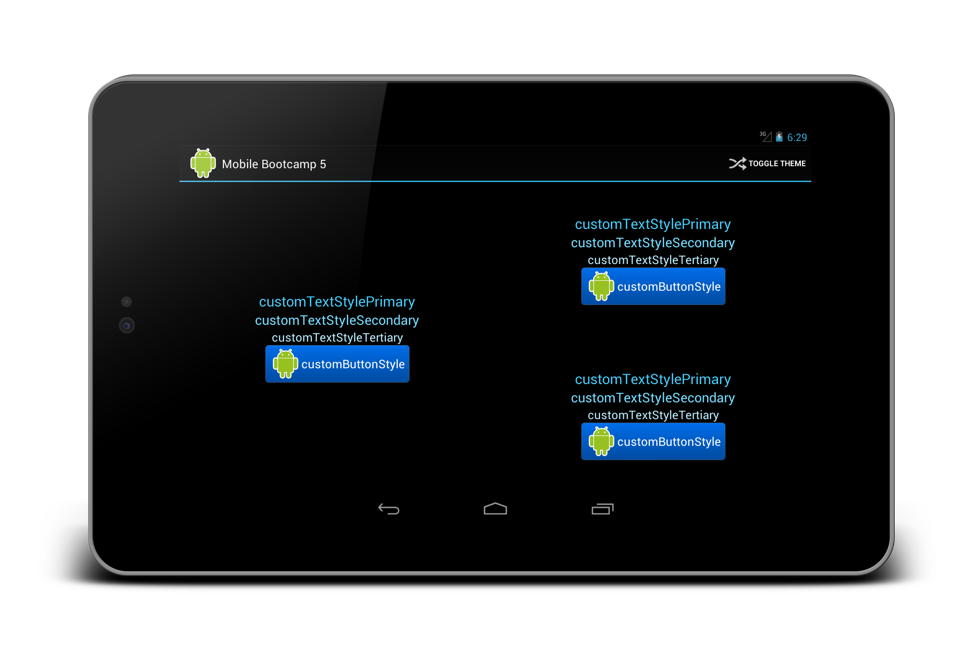 3G 6:29
Mobile Bootcamp 5 TOGGLE THEME
customTextStylePrimary
customTextStyleSecondary
customTextStyleTertiary
customButtonStyle
customTextStylePrimary
customTextStyleSecondary
customTextStyleTertiary
customButtonStyle
customTextStylePrimary
customTextStyleSecondary
customTextStyleTertiary
customButtonStyle